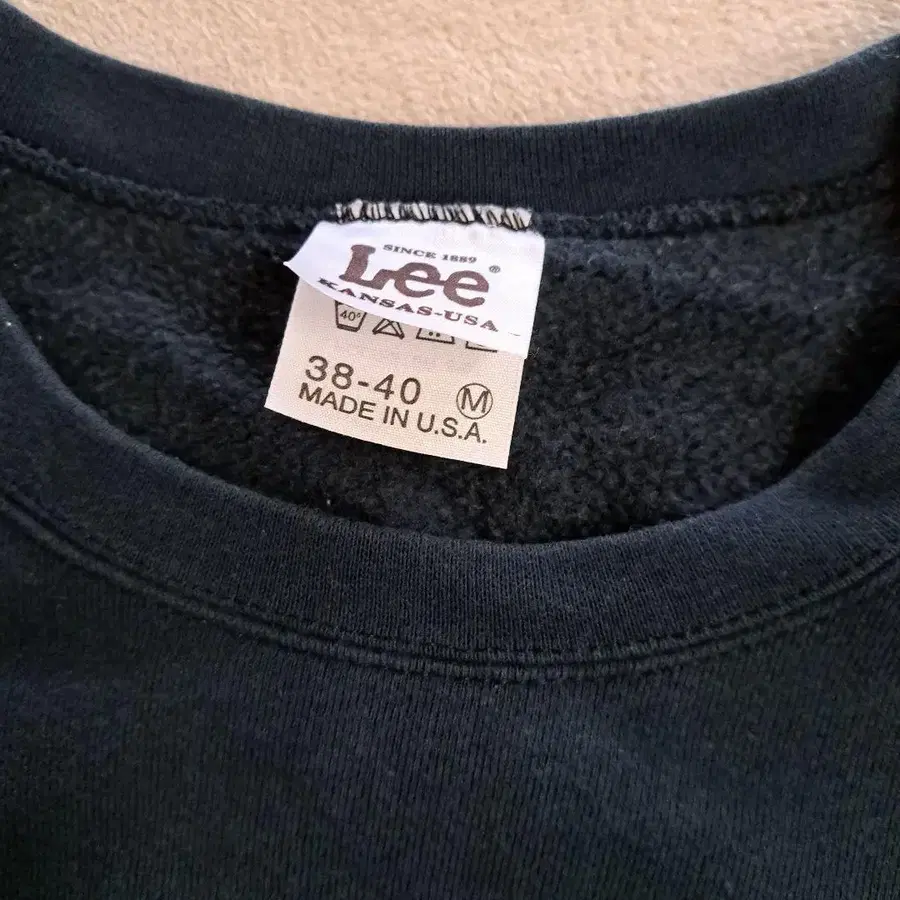 SINCE 1889
Lee®
KANSAS-USA
40°
38-40 M
MADE IN U.S.A.